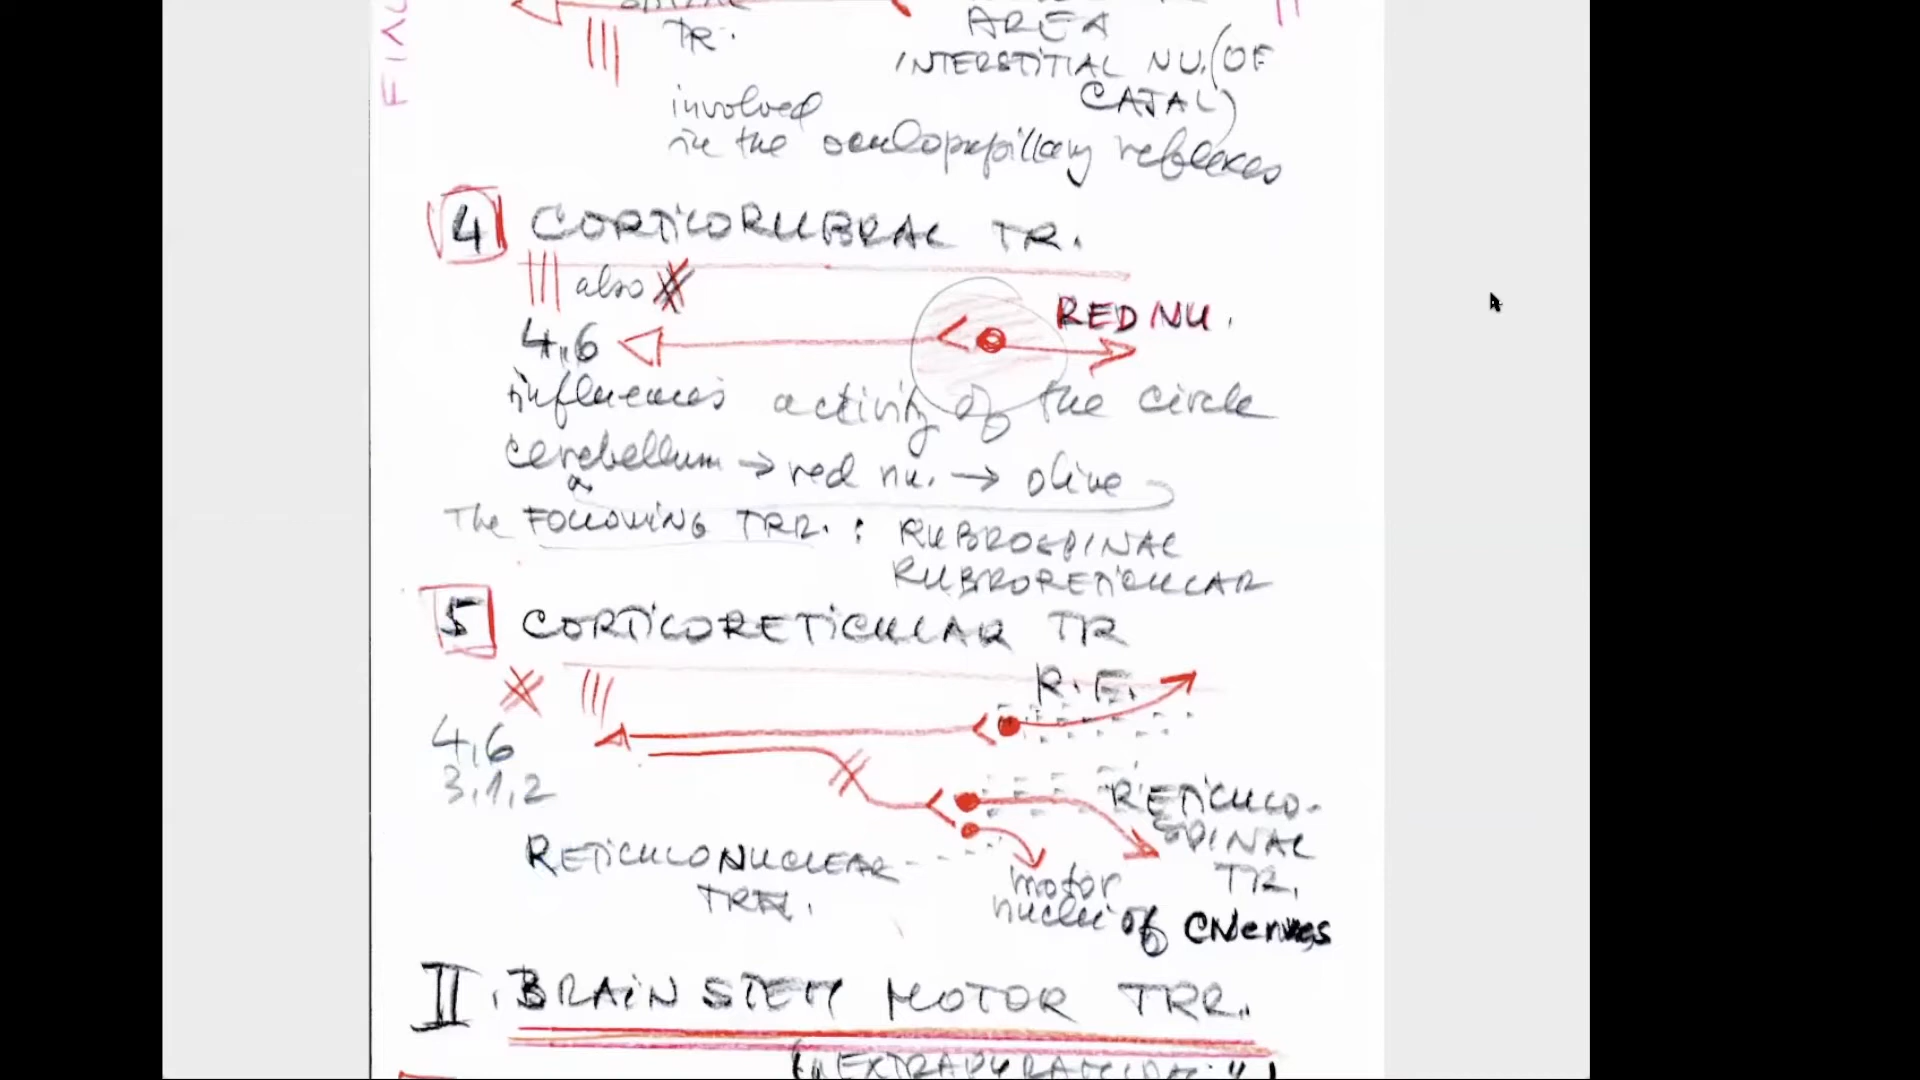 TR.
AREA
INTERSTITIAL NU. (OF
CAJAL)
involved
in the oculopupillary reflexes
4 CORTICORUBRAL TR.
||| also
RED NU.
4,6
influences activity of the circle
cerebellum → red nu. → olive
The FOLLOWING TRR. : RUBROSPINAL
RUBRORETICULAR
5 CORTICORETICULAR TR
R.F.
4,6
3,1,2
RETICULO-
SPINAL
TR.
RETICULONUCLEAR
TRR.
motor
nuclei of CNerves
II. BRAIN STEM MOTOR TRR.